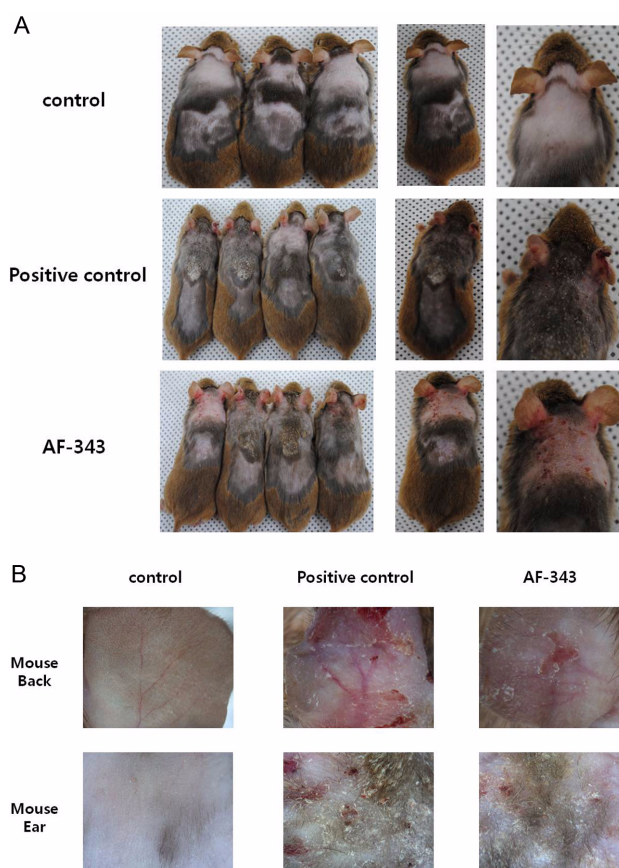 A
control
Positive control
AF-343
B
control Positive control AF-343
Mouse
Back
Mouse
Ear